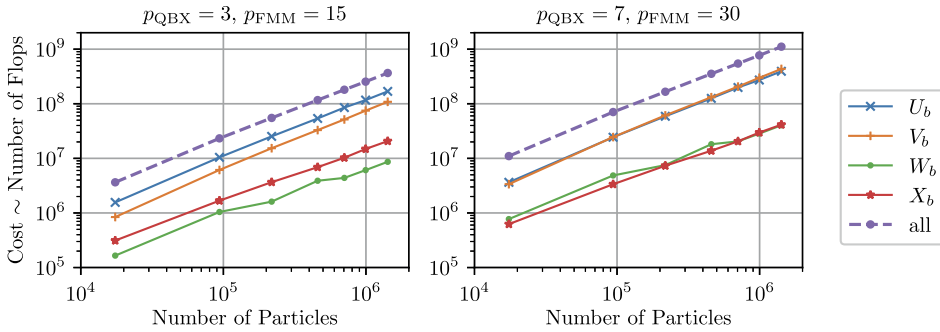 p_QBX = 3, p_FMM = 15
p_QBX = 7, p_FMM = 30
Cost ∼ Number of Flops
10^9
10^8
10^7
10^6
10^5
10^4
10^5
10^6
Number of Particles
10^9
10^8
10^7
10^6
10^5
10^4
10^5
10^6
Number of Particles
U_b
V_b
W_b
X_b
all